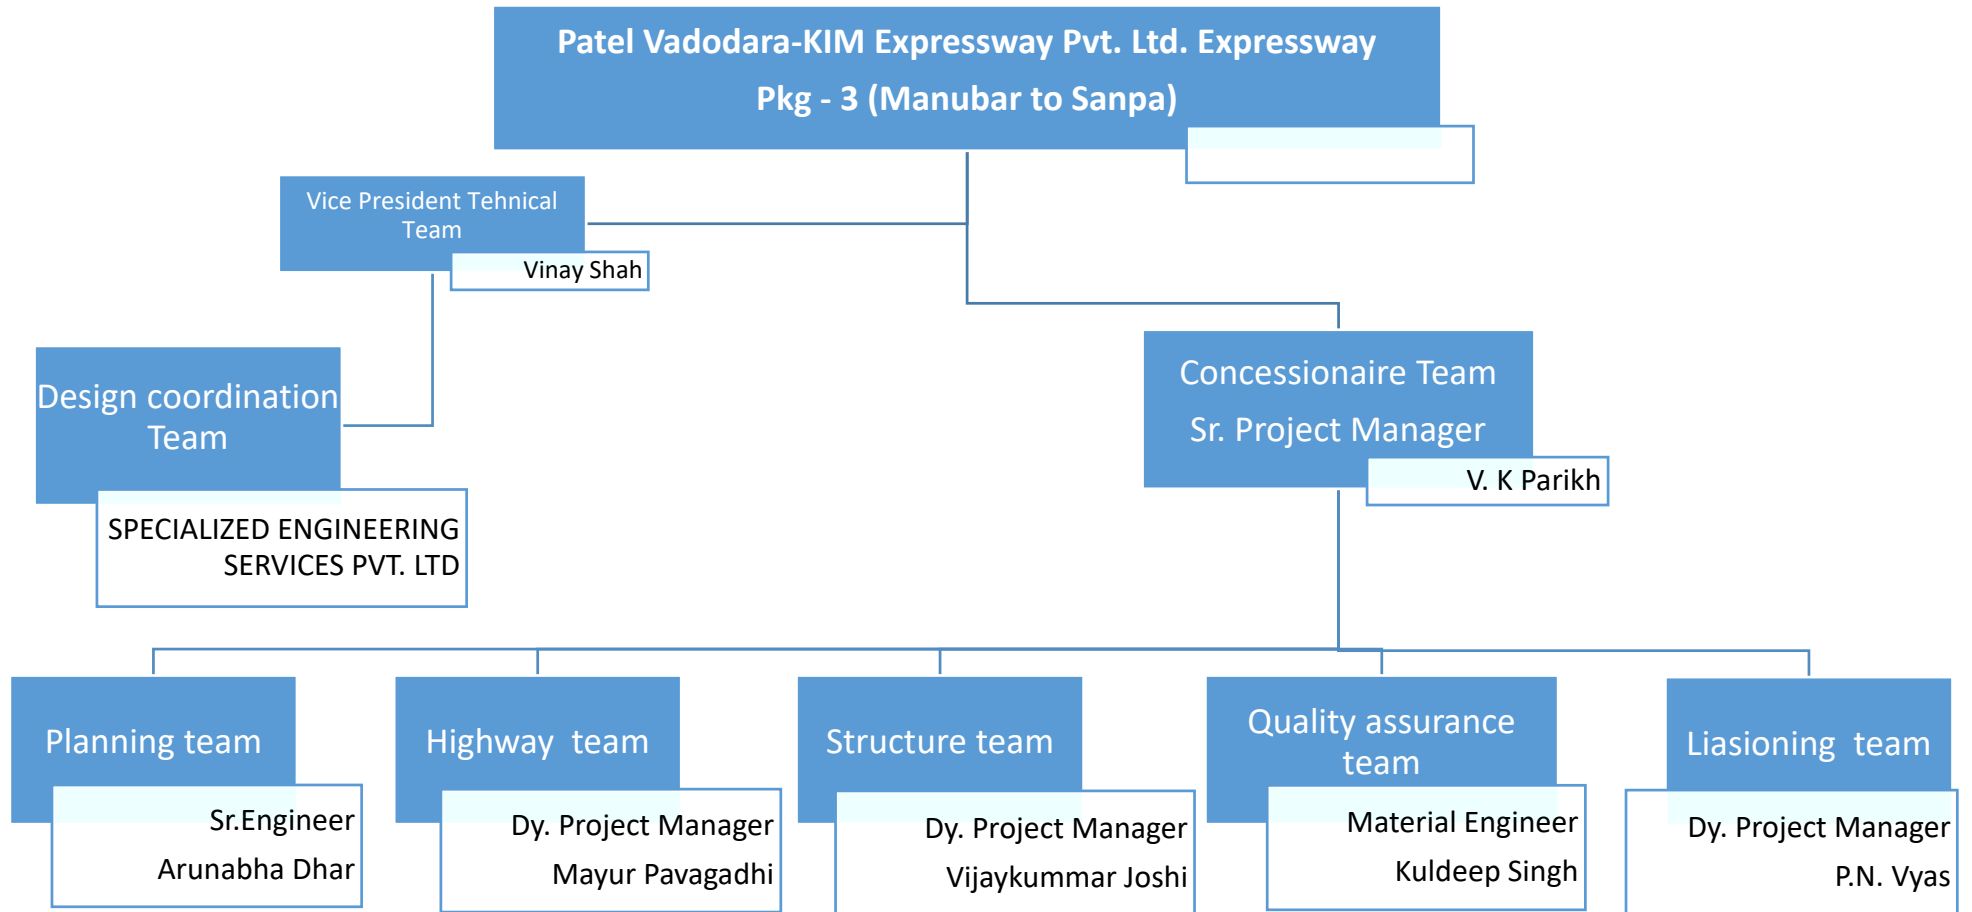 Patel Vadodara-KIM Expressway Pvt. Ltd. Expressway
Pkg - 3 (Manubar to Sanpa)
Vice President Tehnical
Team
Vinay Shah
Design coordination
Team
SPECIALIZED ENGINEERING
SERVICES PVT. LTD
Concessionaire Team
Sr. Project Manager
V. K Parikh
Planning team
Sr.Engineer
Arunabha Dhar
Highway  team
Dy. Project Manager
Mayur Pavagadhi
Structure team
Dy. Project Manager
Vijaykummar Joshi
Quality assurance
team
Material Engineer
Kuldeep Singh
Liasioning  team
Dy. Project Manager
P.N. Vyas